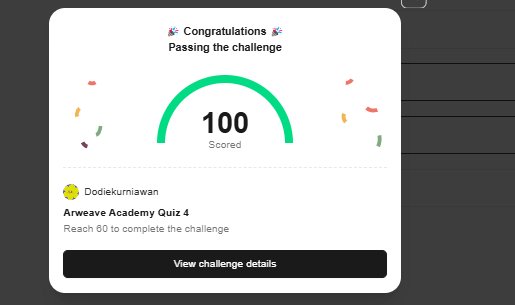 🎉 Congratulations 🎉
Passing the challenge
100
Scored
Dodiekurniawan
Arweave Academy Quiz 4
Reach 60 to complete the challenge
View challenge details